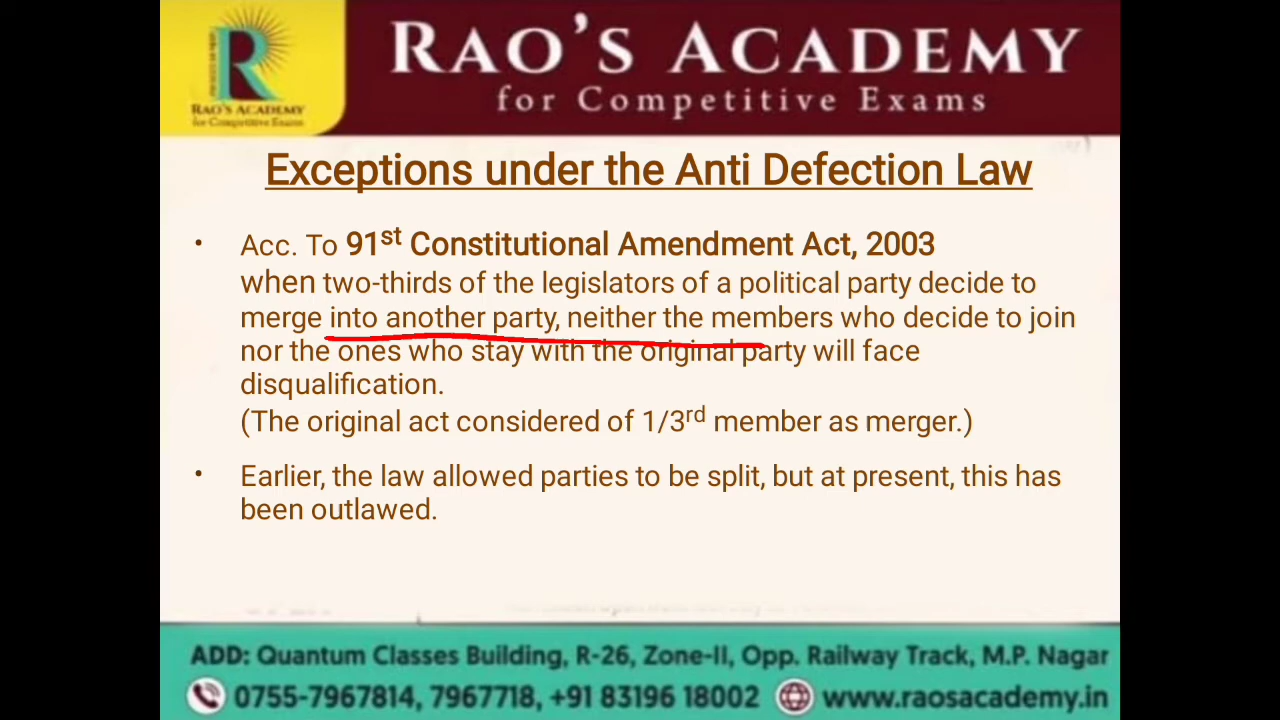 RAO'S ACADEMY
for Competitive Exams
R
RAO'S ACADEMY
for Competitive Exams
Exceptions under the Anti Defection Law
• Acc. To 91st Constitutional Amendment Act, 2003
when two-thirds of the legislators of a political party decide to
merge into another party, neither the members who decide to join
nor the ones who stay with the original party will face
disqualification.
(The original act considered of 1/3rd member as merger.)
• Earlier, the law allowed parties to be split, but at present, this has
been outlawed.
ADD: Quantum Classes Building, R-26, Zone-II, Opp. Railway Track, M.P. Nagar
0755-7967814, 7967718, +91 83196 18002 www.raosacademy.in